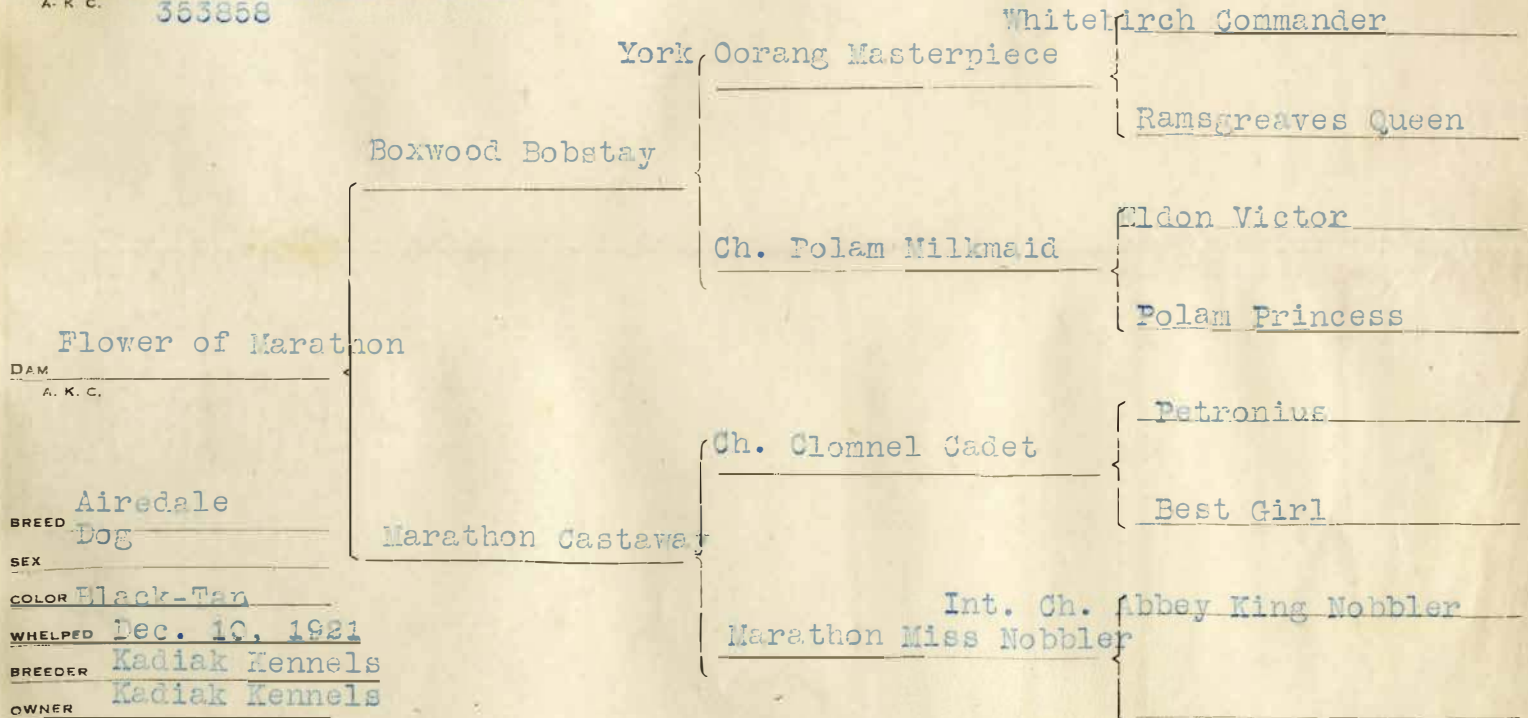 A. K. C.
353858
Whitebirch Commander
York Oorang Masterpiece
Ramsgreaves Queen
Boxwood Bobstay
Eldon Victor
Ch. Polam Milkmaid
Polam Princess
Flower of Marathon
DAM
A. K. C.
Petronius
Ch. Clomnel Cadet
Best Girl
Marathon Castaway
BREED Airedale
SEX Dog
COLOR Black-Tan
WHELPED Dec. 10, 1921
BREEDER Kadiak Kennels
OWNER Kadiak Kennels
Int. Ch. Abbey King Nobbler
Marathon Miss Nobbler